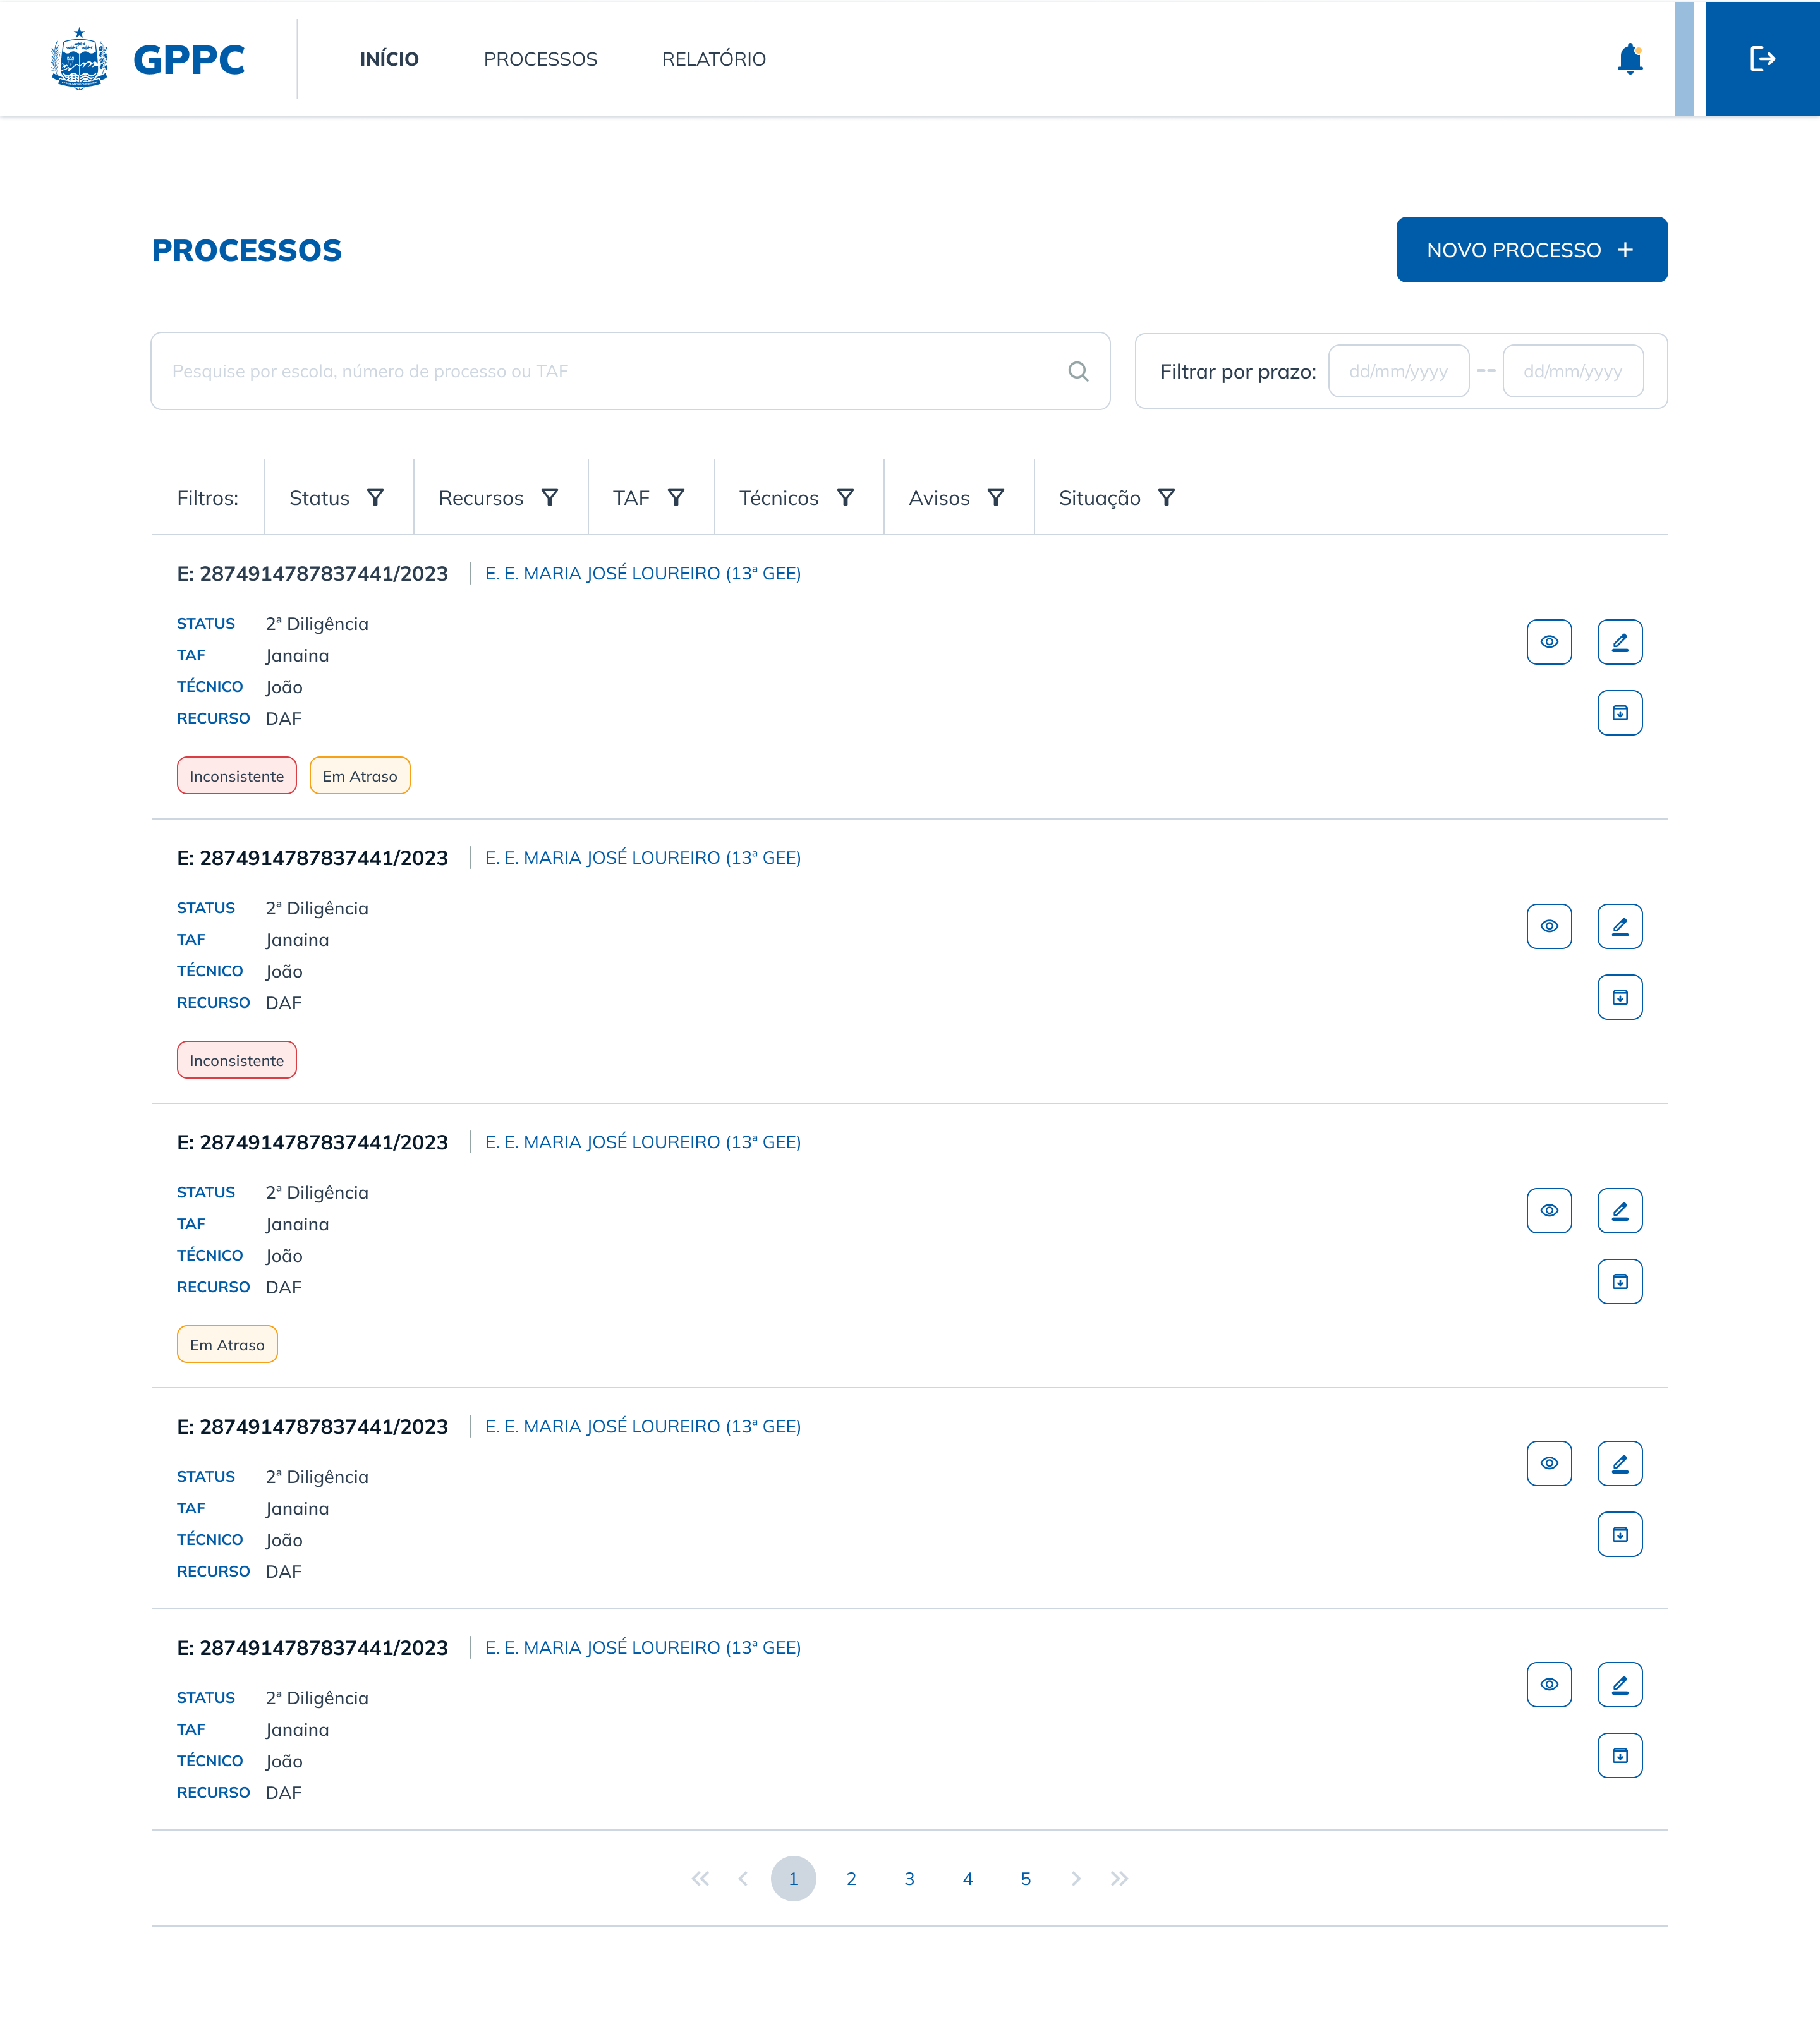 GPPC
INÍCIO PROCESSOS RELATÓRIO
PROCESSOS
NOVO PROCESSO +
Pesquise por escola, número de processo ou TAF
Filtrar por prazo: dd/mm/yyyy -- dd/mm/yyyy
Filtros: Status Recursos TAF Técnicos Avisos Situação
E: 2874914787837441/2023 E. E. MARIA JOSÉ LOUREIRO (13ª GEE)
STATUS 2ª Diligência
TAF Janaina
TÉCNICO João
RECURSO DAF
Inconsistente Em Atraso
E: 2874914787837441/2023 E. E. MARIA JOSÉ LOUREIRO (13ª GEE)
STATUS 2ª Diligência
TAF Janaina
TÉCNICO João
RECURSO DAF
Inconsistente
E: 2874914787837441/2023 E. E. MARIA JOSÉ LOUREIRO (13ª GEE)
STATUS 2ª Diligência
TAF Janaina
TÉCNICO João
RECURSO DAF
Em Atraso
E: 2874914787837441/2023 E. E. MARIA JOSÉ LOUREIRO (13ª GEE)
STATUS 2ª Diligência
TAF Janaina
TÉCNICO João
RECURSO DAF
E: 2874914787837441/2023 E. E. MARIA JOSÉ LOUREIRO (13ª GEE)
STATUS 2ª Diligência
TAF Janaina
TÉCNICO João
RECURSO DAF
1 2 3 4 5